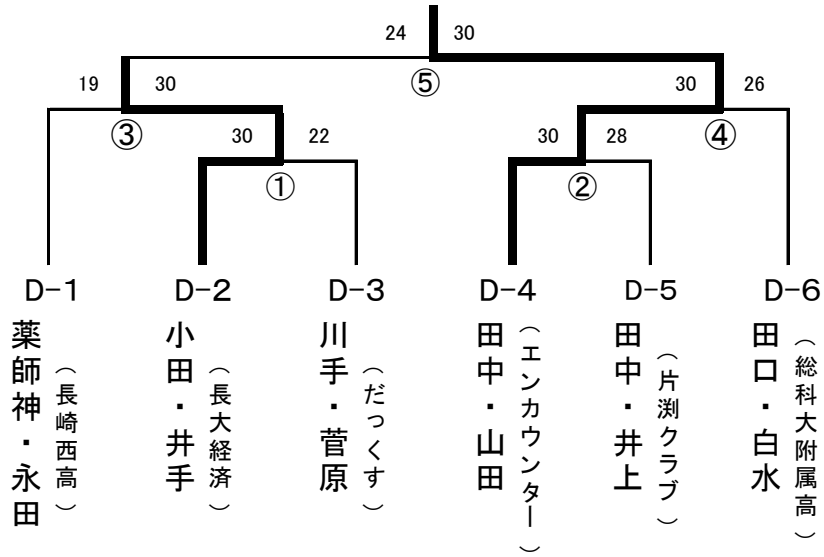 24 30
⑤
19 30
30 26
③
④
30 22
30 28
①
②
D-1 D-2 D-3 D-4 D-5 D-6
薬師神・永田
(長崎西高)
小田・井手
(長大経済)
川手・菅原
(だっくす)
田中・山田
(エンカウンター)
田中・井上
(片渕クラブ)
田口・白水
(総科大附属高)